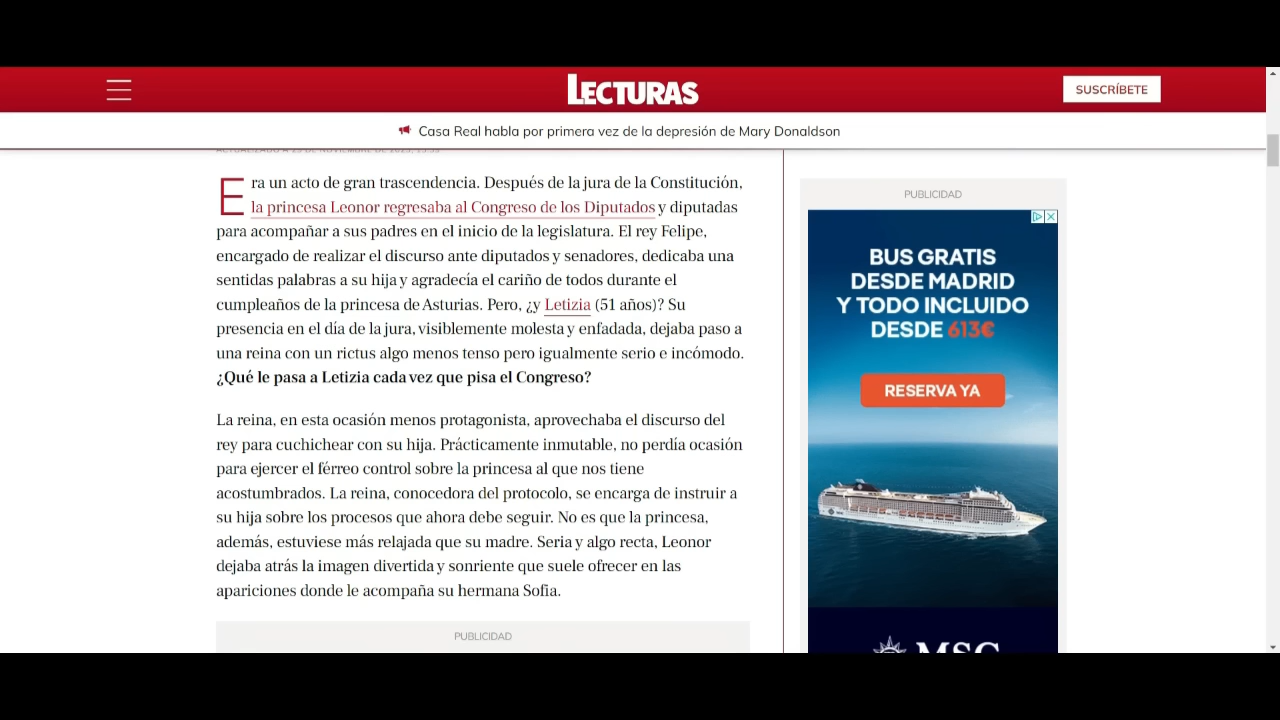 LECTURAS
SUSCRÍBETE
Casa Real habla por primera vez de la depresión de Mary Donaldson
Era un acto de gran trascendencia. Después de la jura de la Constitución,
la princesa Leonor regresaba al Congreso de los Diputados y diputadas
para acompañar a sus padres en el inicio de la legislatura. El rey Felipe,
encargado de realizar el discurso ante diputados y senadores, dedicaba una
sentidas palabras a su hija y agradecía el cariño de todos durante el
cumpleaños de la princesa de Asturias. Pero, ¿y Letizia (51 años)? Su
presencia en el día de la jura, visiblemente molesta y enfadada, dejaba paso a
una reina con un rictus algo menos tenso pero igualmente serio e incómodo.
¿Qué le pasa a Letizia cada vez que pisa el Congreso?
La reina, en esta ocasión menos protagonista, aprovechaba el discurso del
rey para cuchichear con su hija. Prácticamente inmutable, no perdía ocasión
para ejercer el férreo control sobre la princesa al que nos tiene
acostumbrados. La reina, conocedora del protocolo, se encarga de instruir a
su hija sobre los procesos que ahora debe seguir. No es que la princesa,
además, estuviese más relajada que su madre. Seria y algo recta, Leonor
dejaba atrás la imagen divertida y sonriente que suele ofrecer en las
apariciones donde le acompaña su hermana Sofía.
PUBLICIDAD
PUBLICIDAD
BUS GRATIS
DESDE MADRID
Y TODO INCLUIDO
DESDE 613€
RESERVA YA
MSC